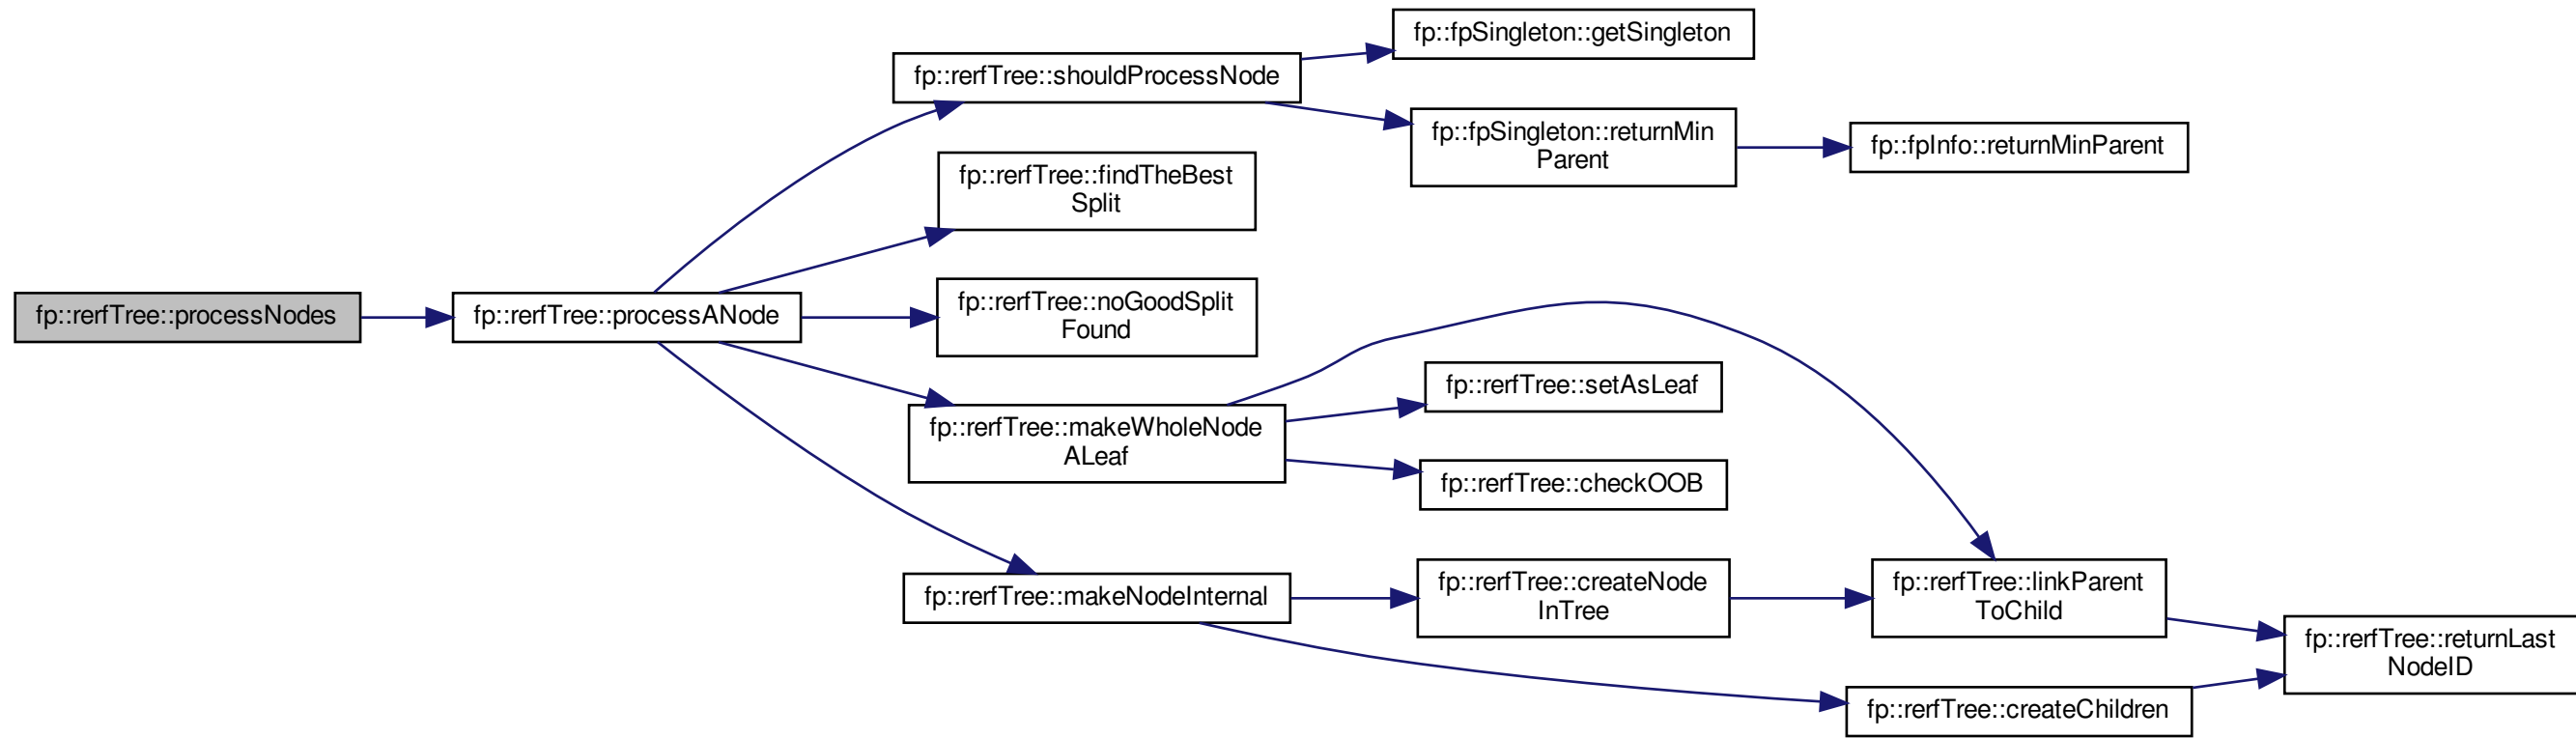 fp::rerfTree::processNodes
fp::rerfTree::processANode
fp::rerfTree::shouldProcessNode
fp::fpSingleton::getSingleton
fp::fpSingleton::returnMin
Parent
fp::fpInfo::returnMinParent
fp::rerfTree::findTheBest
Split
fp::rerfTree::noGoodSplit
Found
fp::rerfTree::makeWholeNode
ALeaf
fp::rerfTree::setAsLeaf
fp::rerfTree::checkOOB
fp::rerfTree::makeNodeInternal
fp::rerfTree::createNode
InTree
fp::rerfTree::linkParent
ToChild
fp::rerfTree::returnLast
NodeID
fp::rerfTree::createChildren